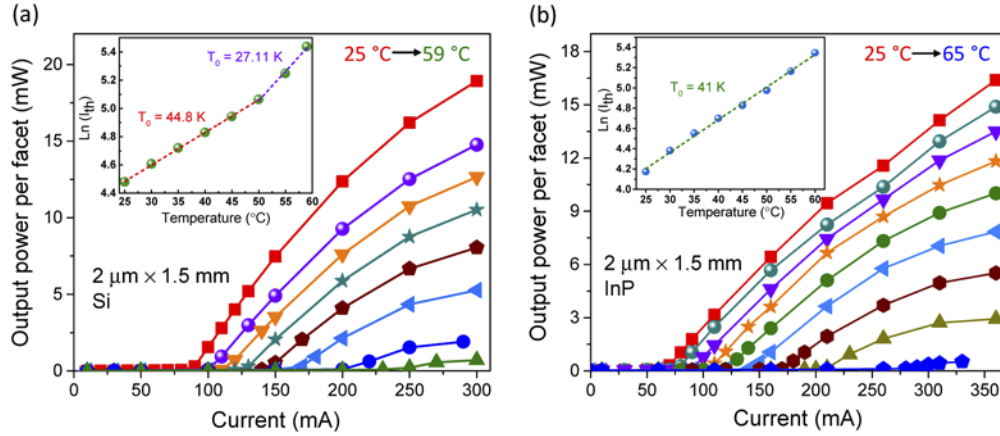 (a)
Output power per facet (mW)
20
15
10
5
0
0 50 100 150 200 250 300
Current (mA)
25 °C→59 °C
2 μm × 1.5 mm
Si
Ln (Ith)
5.4
5.2
5.0
4.8
4.6
4.4
25 30 35 40 45 50 55 60
Temperature (°C)
T0 = 27.11 K
T0 = 44.8 K
(b)
Output power per facet (mW)
18
15
12
9
6
3
0
0 50 100 150 200 250 300 350
Current (mA)
25 °C→65 °C
2 μm × 1.5 mm
InP
Ln (Ith)
5.4
5.2
5.0
4.8
4.6
4.4
4.2
4.0
25 30 35 40 45 50 55 60
Temperature (°C)
T0 = 41 K